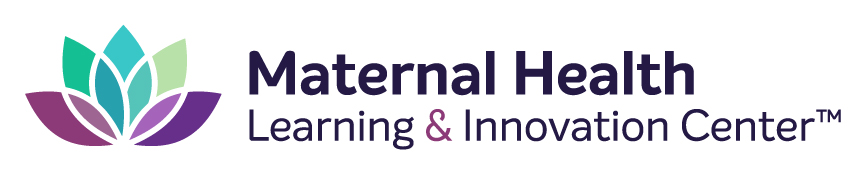 Maternal Health
Learning & Innovation Center™